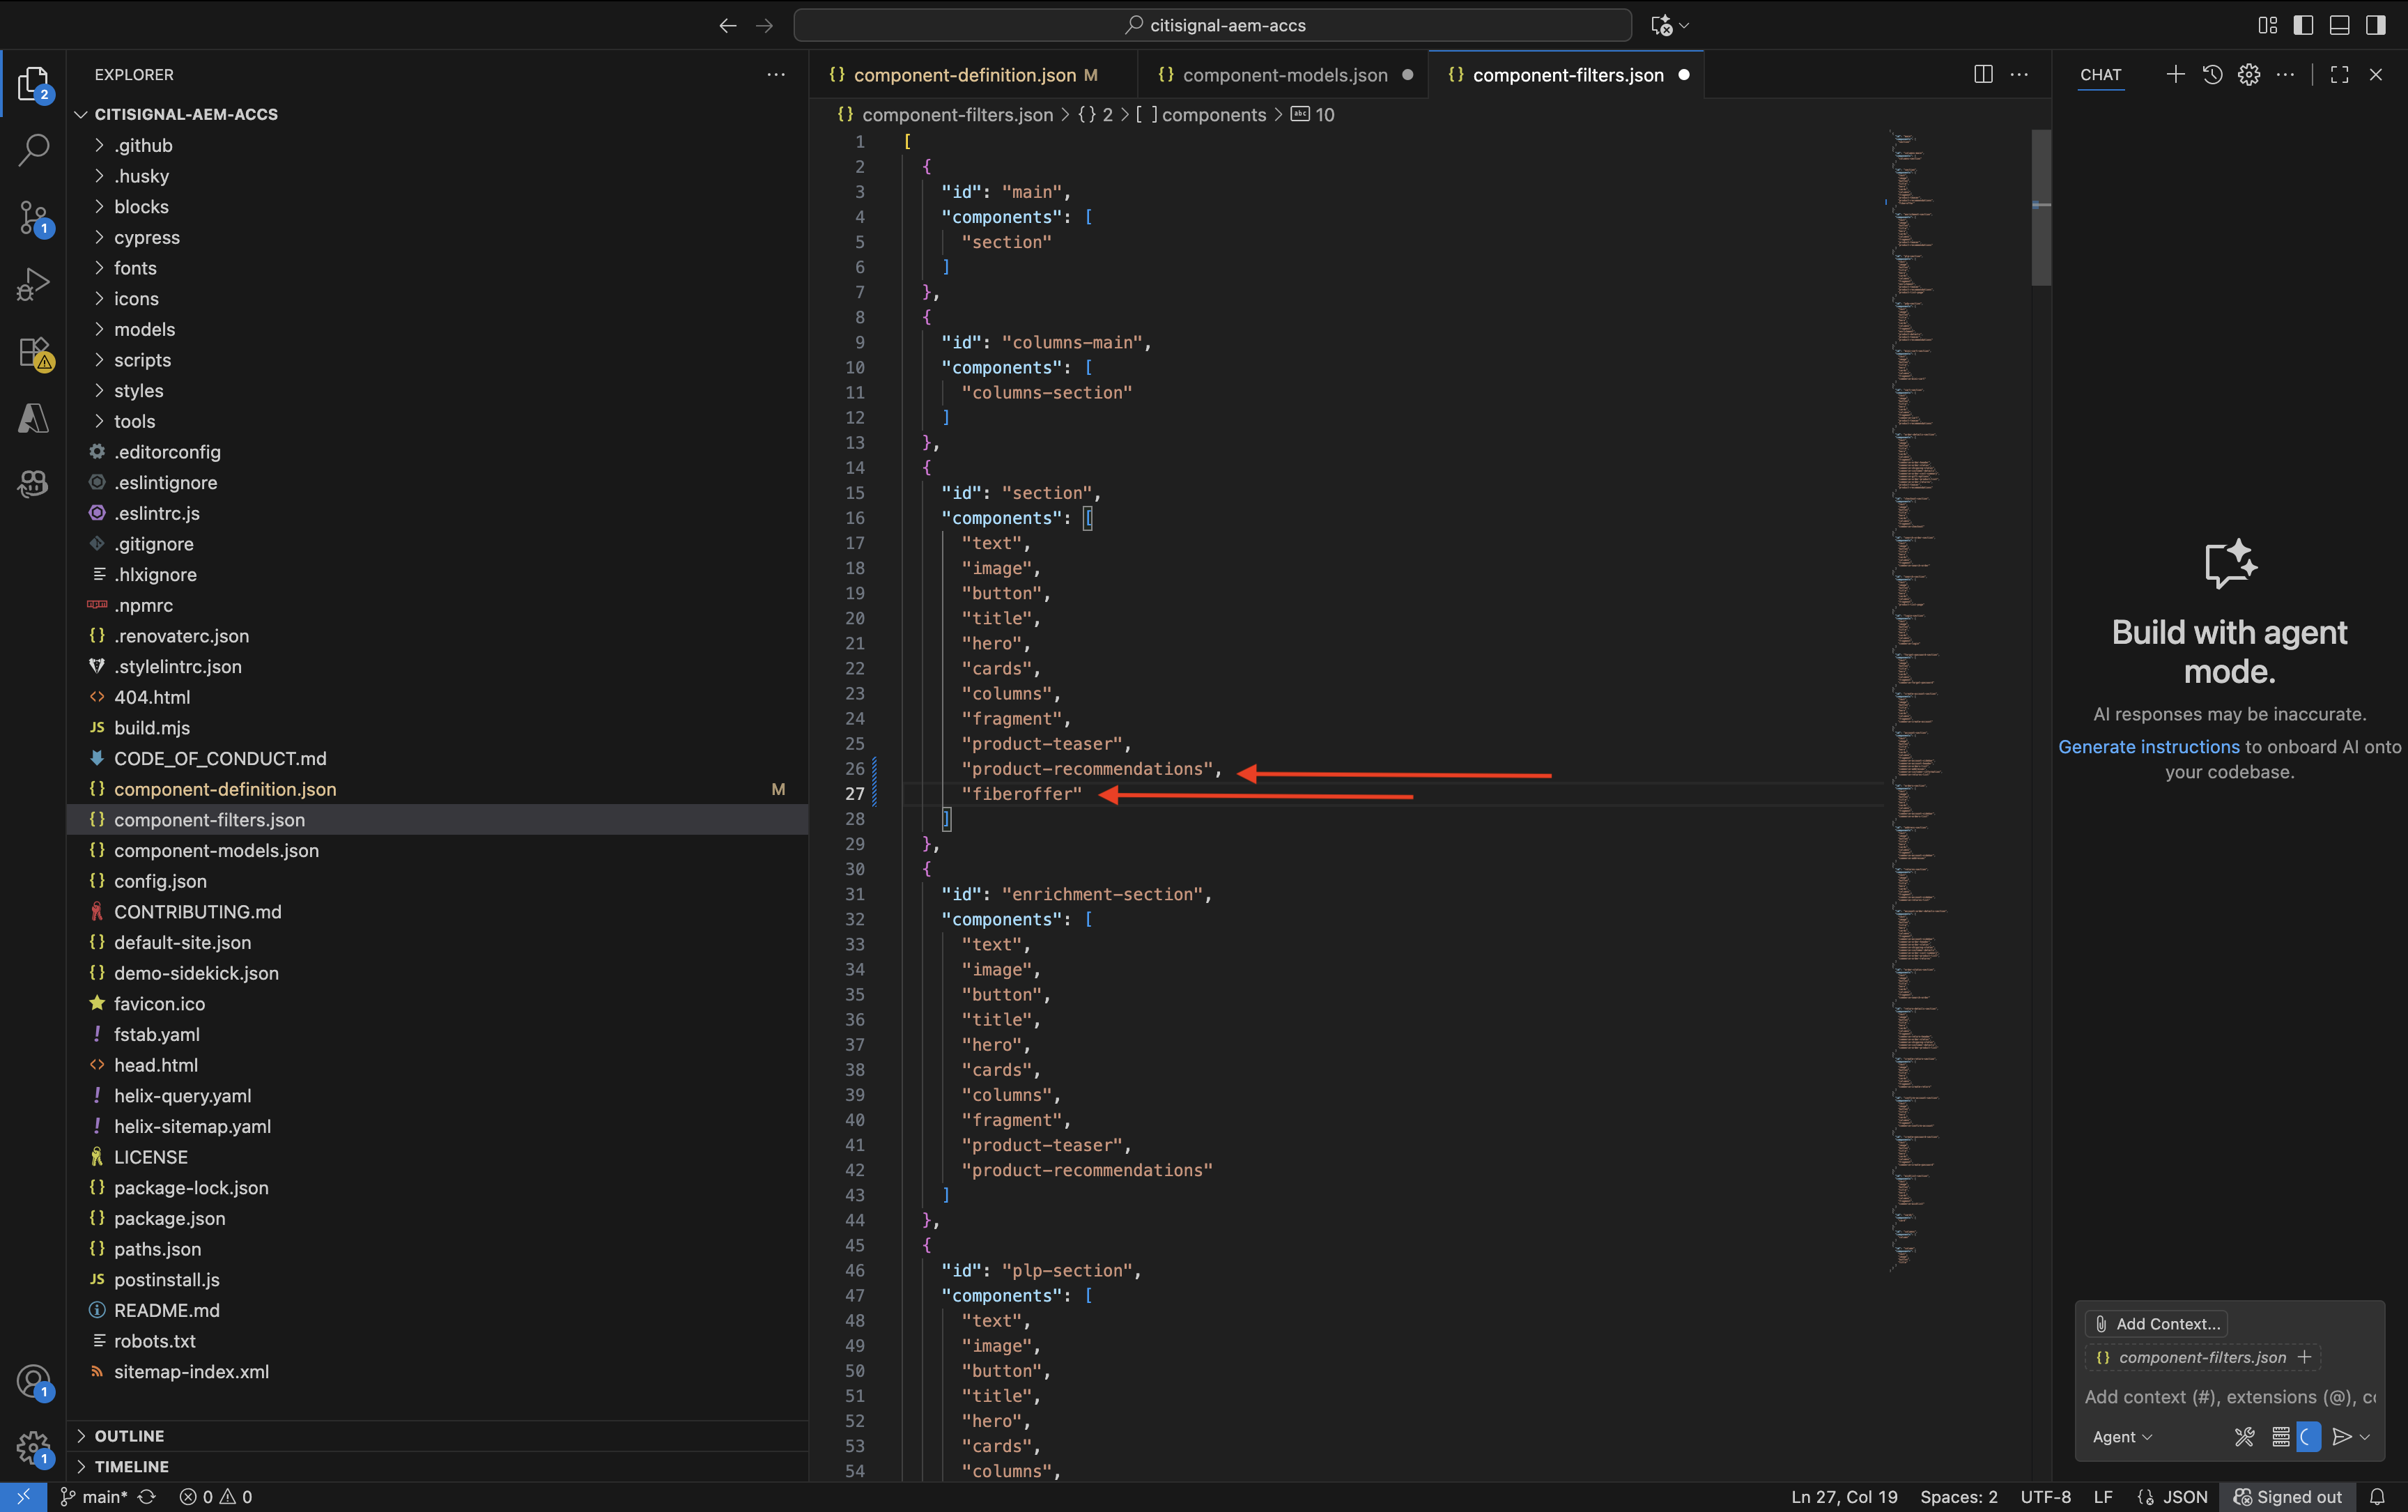 citisignal-aem-accs
EXPLORER
CITISIGNAL-AEM-ACCS
.github
.husky
blocks
cypress
fonts
icons
models
scripts
styles
tools
.editorconfig
.eslintignore
.eslintrc.js
.gitignore
.hlxignore
.npmrc
.renovaterc.json
.stylelintrc.json
404.html
build.mjs
CODE_OF_CONDUCT.md
component-definition.json M
component-filters.json
component-models.json
config.json
CONTRIBUTING.md
default-site.json
demo-sidekick.json
favicon.ico
fstab.yaml
head.html
helix-query.yaml
helix-sitemap.yaml
LICENSE
package-lock.json
package.json
paths.json
postinstall.js
README.md
robots.txt
sitemap-index.xml
OUTLINE
TIMELINE
2
1
1
1
component-definition.json M
component-models.json
component-filters.json
component-filters.json > {} 2 > [ ] components > abc 10
1 [
2 {
3 "id": "main",
4 "components": [
5 "section"
6 ]
7 },
8 {
9 "id": "columns-main",
10 "components": [
11 "columns-section"
12 ]
13 },
14 {
15 "id": "section",
16 "components": [
17 "text",
18 "image",
19 "button",
20 "title",
21 "hero",
22 "cards",
23 "columns",
24 "fragment",
25 "product-teaser",
26 "product-recommendations",
27 "fiberoffer"
28 ]
29 },
30 {
31 "id": "enrichment-section",
32 "components": [
33 "text",
34 "image",
35 "button",
36 "title",
37 "hero",
38 "cards",
39 "columns",
40 "fragment",
41 "product-teaser",
42 "product-recommendations"
43 ]
44 },
45 {
46 "id": "plp-section",
47 "components": [
48 "text",
49 "image",
50 "button",
51 "title",
52 "hero",
53 "cards",
54 "columns",
CHAT
Build with agent
mode.
AI responses may be inaccurate.
Generate instructions to onboard AI onto
your codebase.
Add Context...
component-filters.json +
Add context (#), extensions (@), co
Agent
main*
0
0
Ln 27, Col 19
Spaces: 2
UTF-8
LF
{} JSON
Signed out